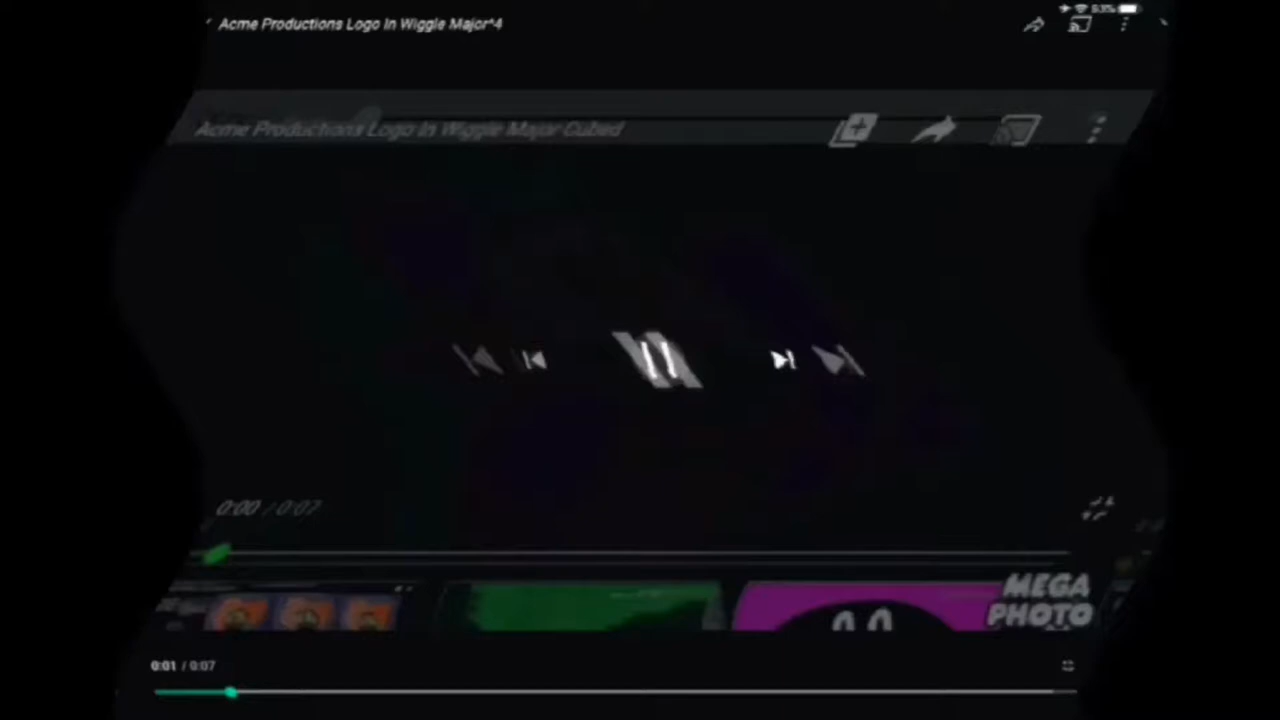 Acme Productions Logo In Wiggle Major^4
53%
Acme Productions Logo In Wiggle Major Cubed
0:00 / 0:07
MEGA
PHOTO
0:01 / 0:07